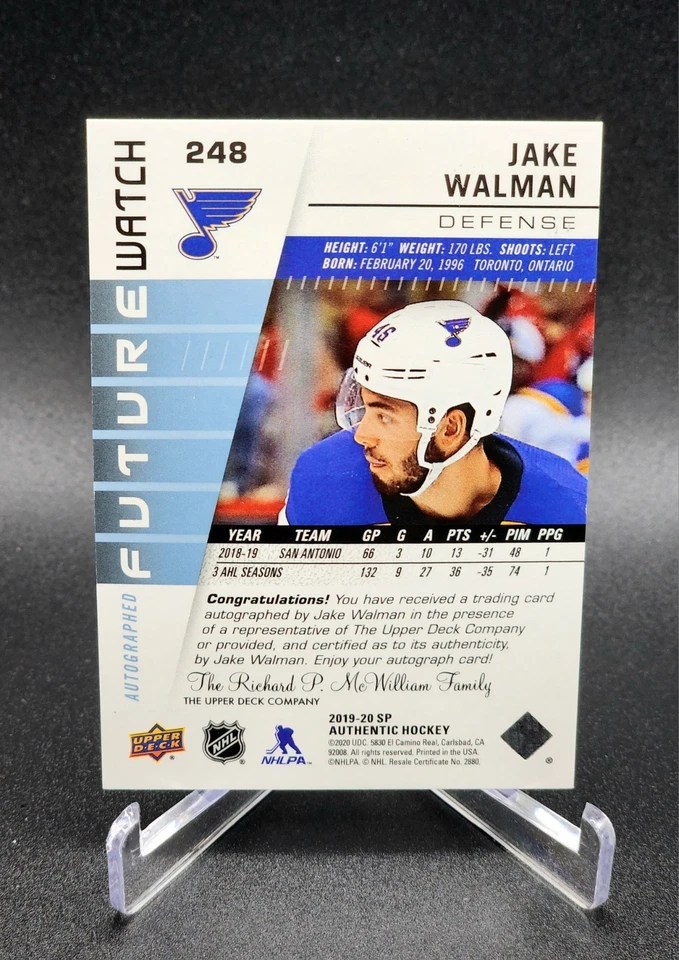 248
JAKE
WALMAN
DEFENSE
HEIGHT: 6'1" WEIGHT: 170 LBS. SHOOTS: LEFT
BORN: FEBRUARY 20, 1996 TORONTO, ONTARIO
AUTOGRAPHED FUTURE WATCH
46
BAUER
YEAR TEAM GP G A PTS +/- PIM PPG
2018-19 SAN ANTONIO 66 3 10 13 -31 48 1
3 AHL SEASONS 132 9 27 36 -35 74 1
Congratulations! You have received a trading card
autographed by Jake Walman in the presence
of a representative of The Upper Deck Company
or provided, and certified as to its authenticity,
by Jake Walman. Enjoy your autograph card!
The Richard P. McWilliam Family
THE UPPER DECK COMPANY
UPPER
DECK
®
NHL
®
NHLPA™
2019-20 SP
AUTHENTIC HOCKEY
©2020 UDC. 5830 El Camino Real, Carlsbad, CA
92008. All rights reserved. Printed in the USA.
©NHLPA. © NHL. Resale Certificate No. 2880.
®